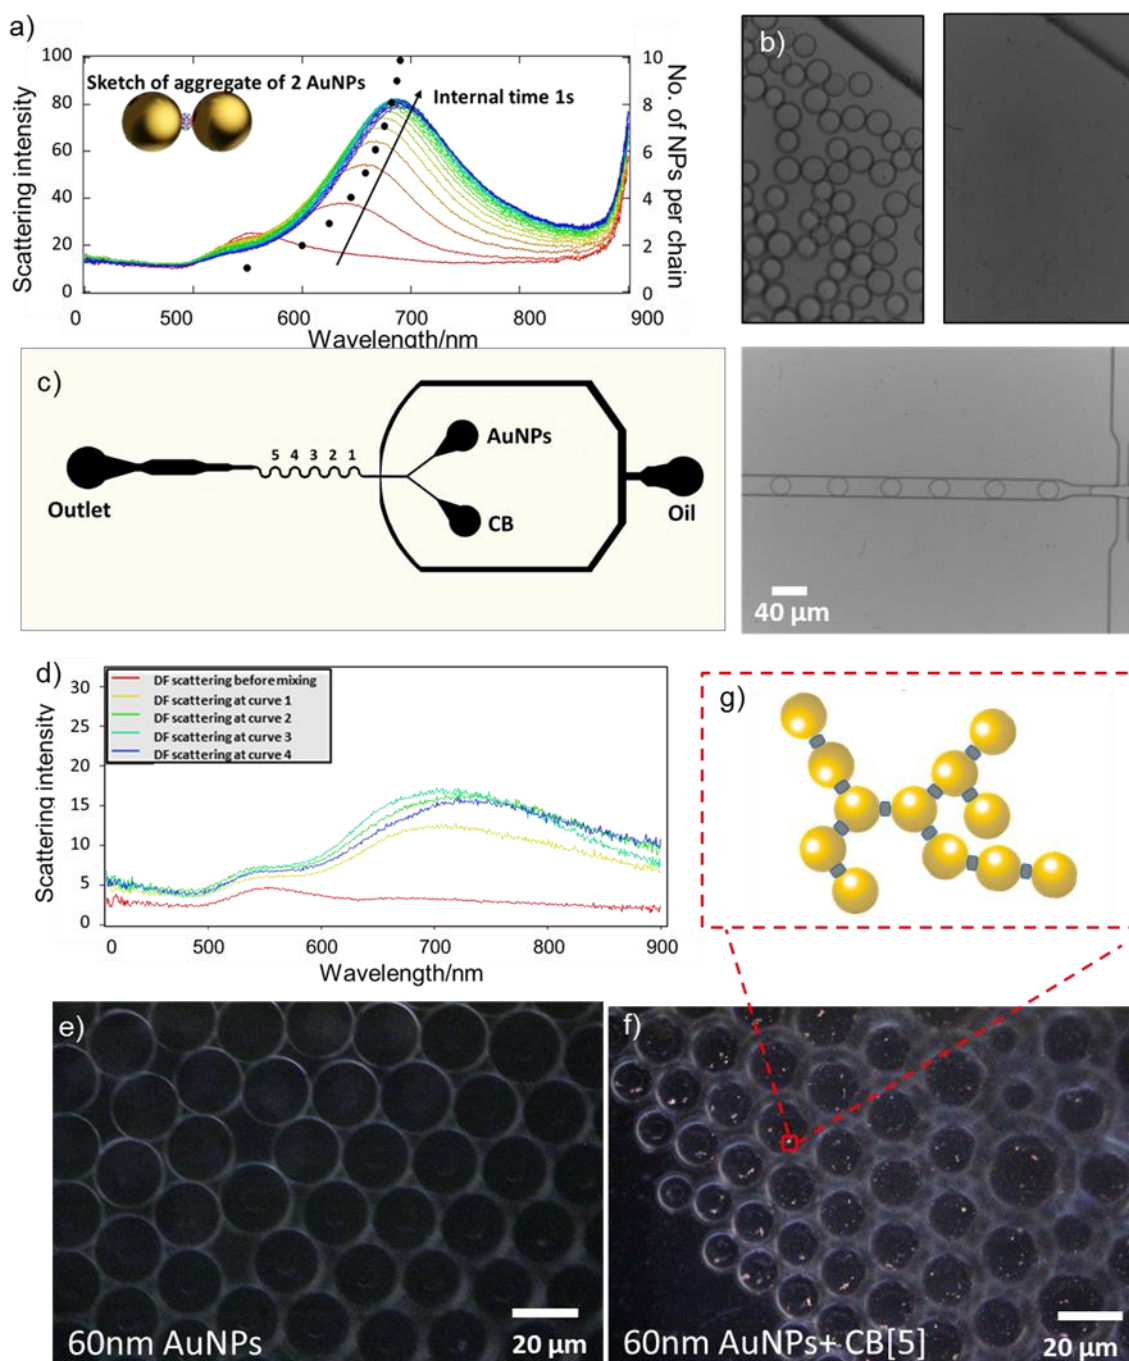 a)
Sketch of aggregate of 2 AuNPs
Internal time 1s
Scattering intensity
100
80
60
40
20
0
10
8
6
4
2
0
No. of NPs per chain
0 500 600 700 800 900
Wavelength/nm
b)
c)
5 4 3 2 1
AuNPs
CB
Outlet
Oil
40 µm
d)
DF scattering before mixing
DF scattering at curve 1
DF scattering at curve 2
DF scattering at curve 3
DF scattering at curve 4
Scattering intensity
30
25
20
15
10
5
0
0 500 600 700 800 900
Wavelength/nm
g)
e)
60nm AuNPs
20 µm
f)
60nm AuNPs+ CB[5]
20 µm